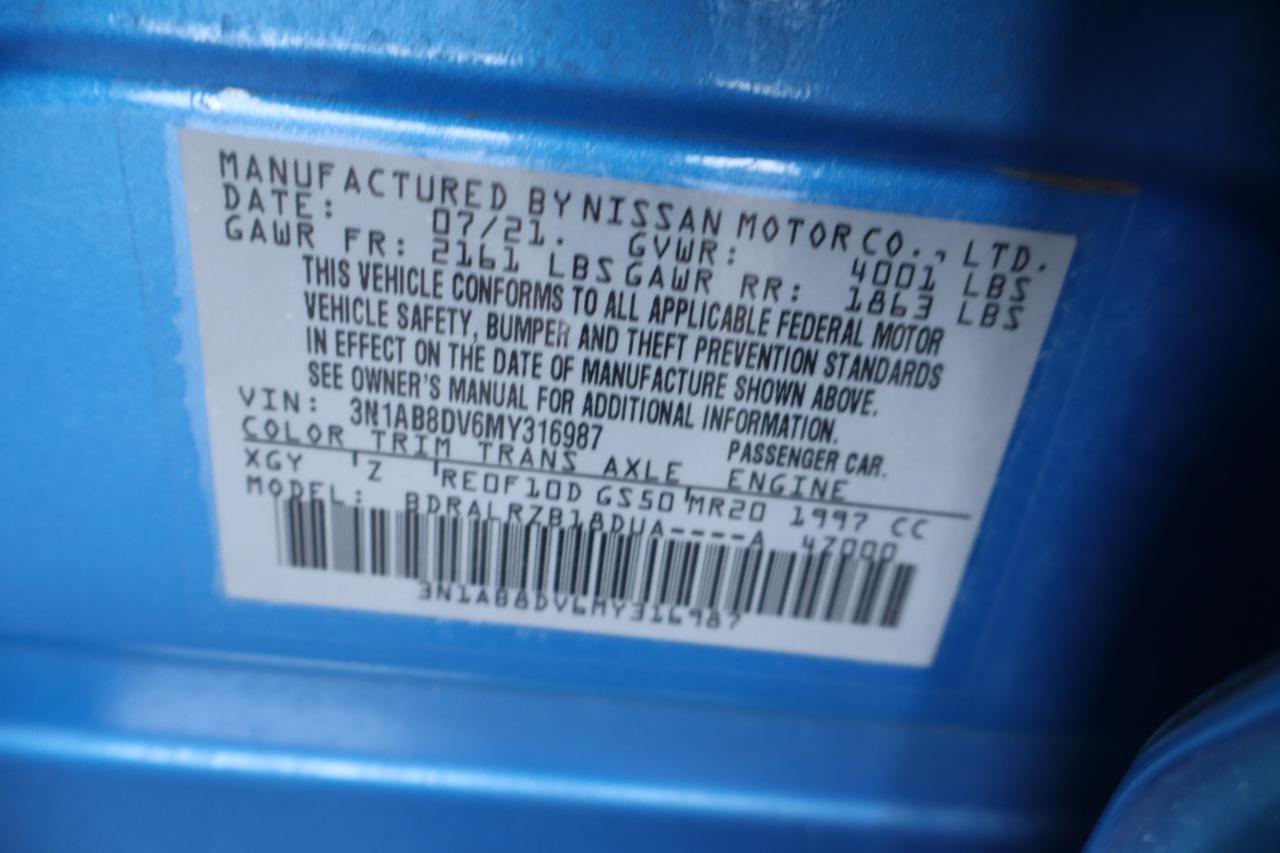 MANUFACTURED BY NISSAN MOTOR CO., LTD.
DATE: 07/21. GVWR: 4001 LBS
GAWR FR: 2161 LBS GAWR RR: 1863 LBS
THIS VEHICLE CONFORMS TO ALL APPLICABLE FEDERAL MOTOR
VEHICLE SAFETY, BUMPER AND THEFT PREVENTION STANDARDS
IN EFFECT ON THE DATE OF MANUFACTURE SHOWN ABOVE.
SEE OWNER'S MANUAL FOR ADDITIONAL INFORMATION.
VIN: 3N1AB8DV6MY316987 PASSENGER CAR.
COLOR TRIM TRANS AXLE ENGINE
XGY Z RE0F10D GS50 MR20 1997 CC
MODEL: BDRALRZB18DUA----A 47000
3N1AB8DV6MY316987